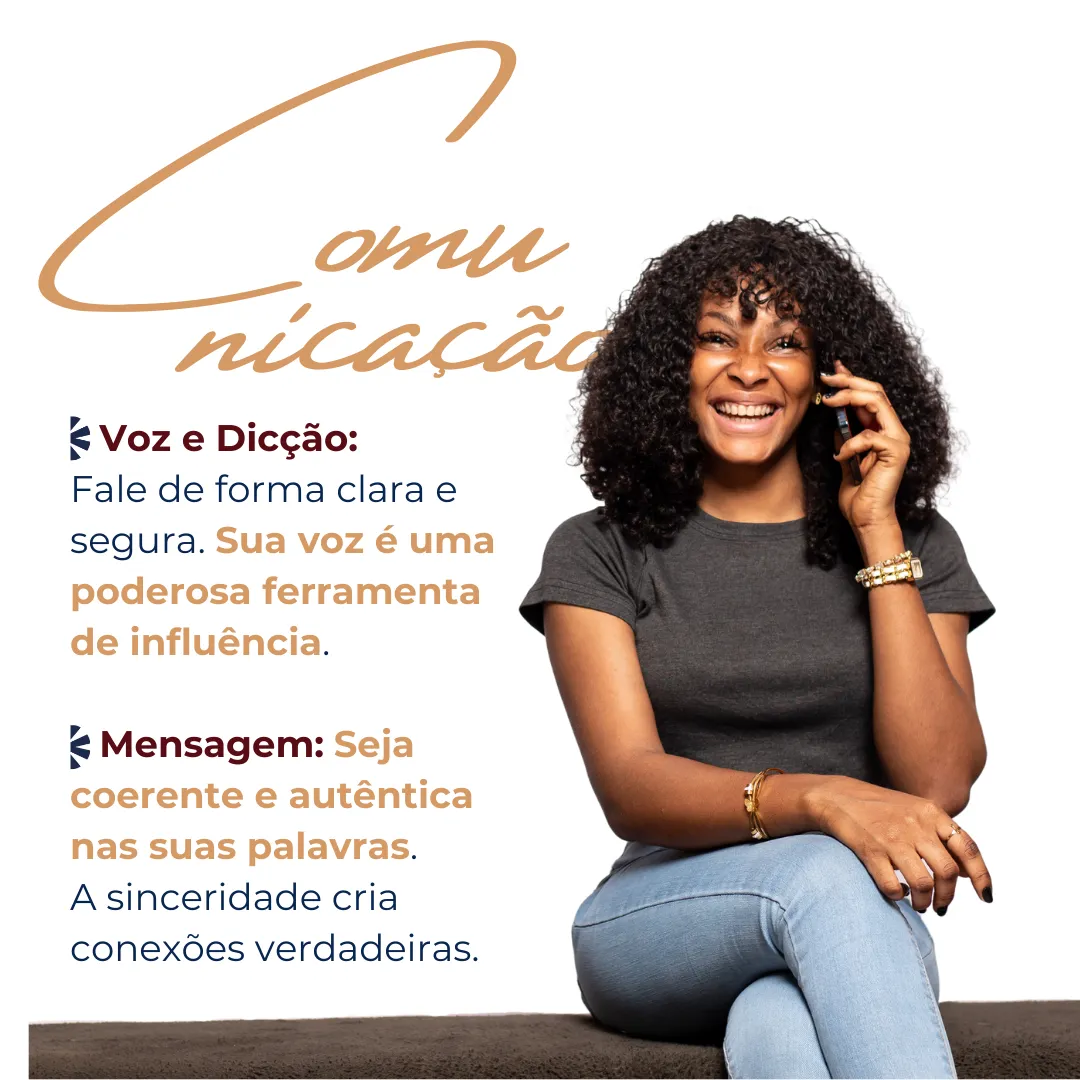 Comu
nicação
Voz e Dicção:
Fale de forma clara e
segura. Sua voz é uma
poderosa ferramenta
de influência.
Mensagem: Seja
coerente e autêntica
nas suas palavras.
A sinceridade cria
conexões verdadeiras.